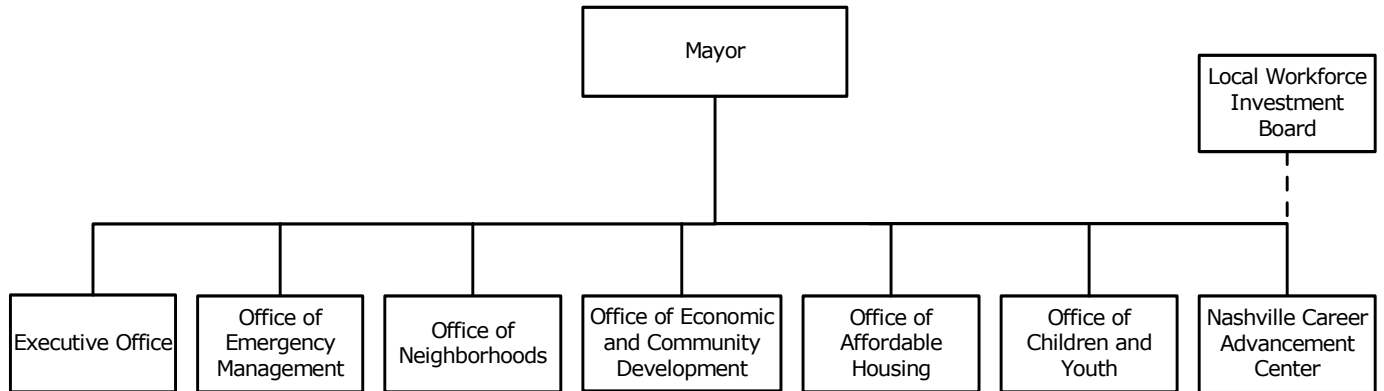 Mayor
Local Workforce
Investment
Board
Executive Office
Office of
Emergency
Management
Office of
Neighborhoods
Office of Economic
and Community
Development
Office of
Affordable
Housing
Office of
Children and
Youth
Nashville Career
Advancement
Center